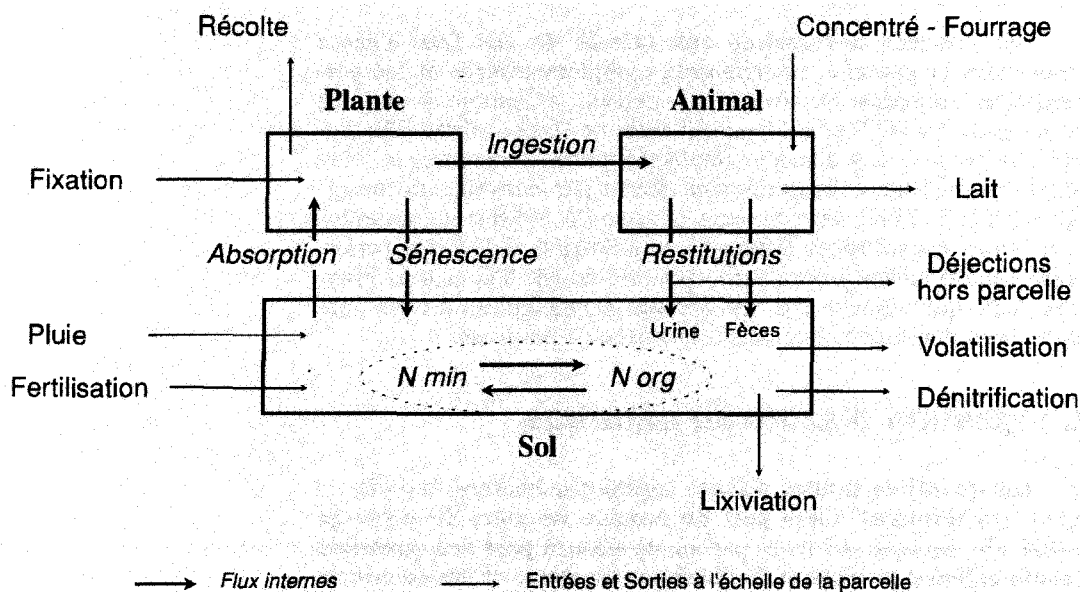 Récolte
Concentré - Fourrage
Plante
Animal
Ingestion
Fixation
Lait
Absorption
Sénescence
Restitutions
Déjections
hors parcelle
Pluie
Urine
Fèces
Volatilisation
Fertilisation
N min
N org
Dénitrification
Sol
Lixiviation
Flux internes
Entrées et Sorties à l'échelle de la parcelle